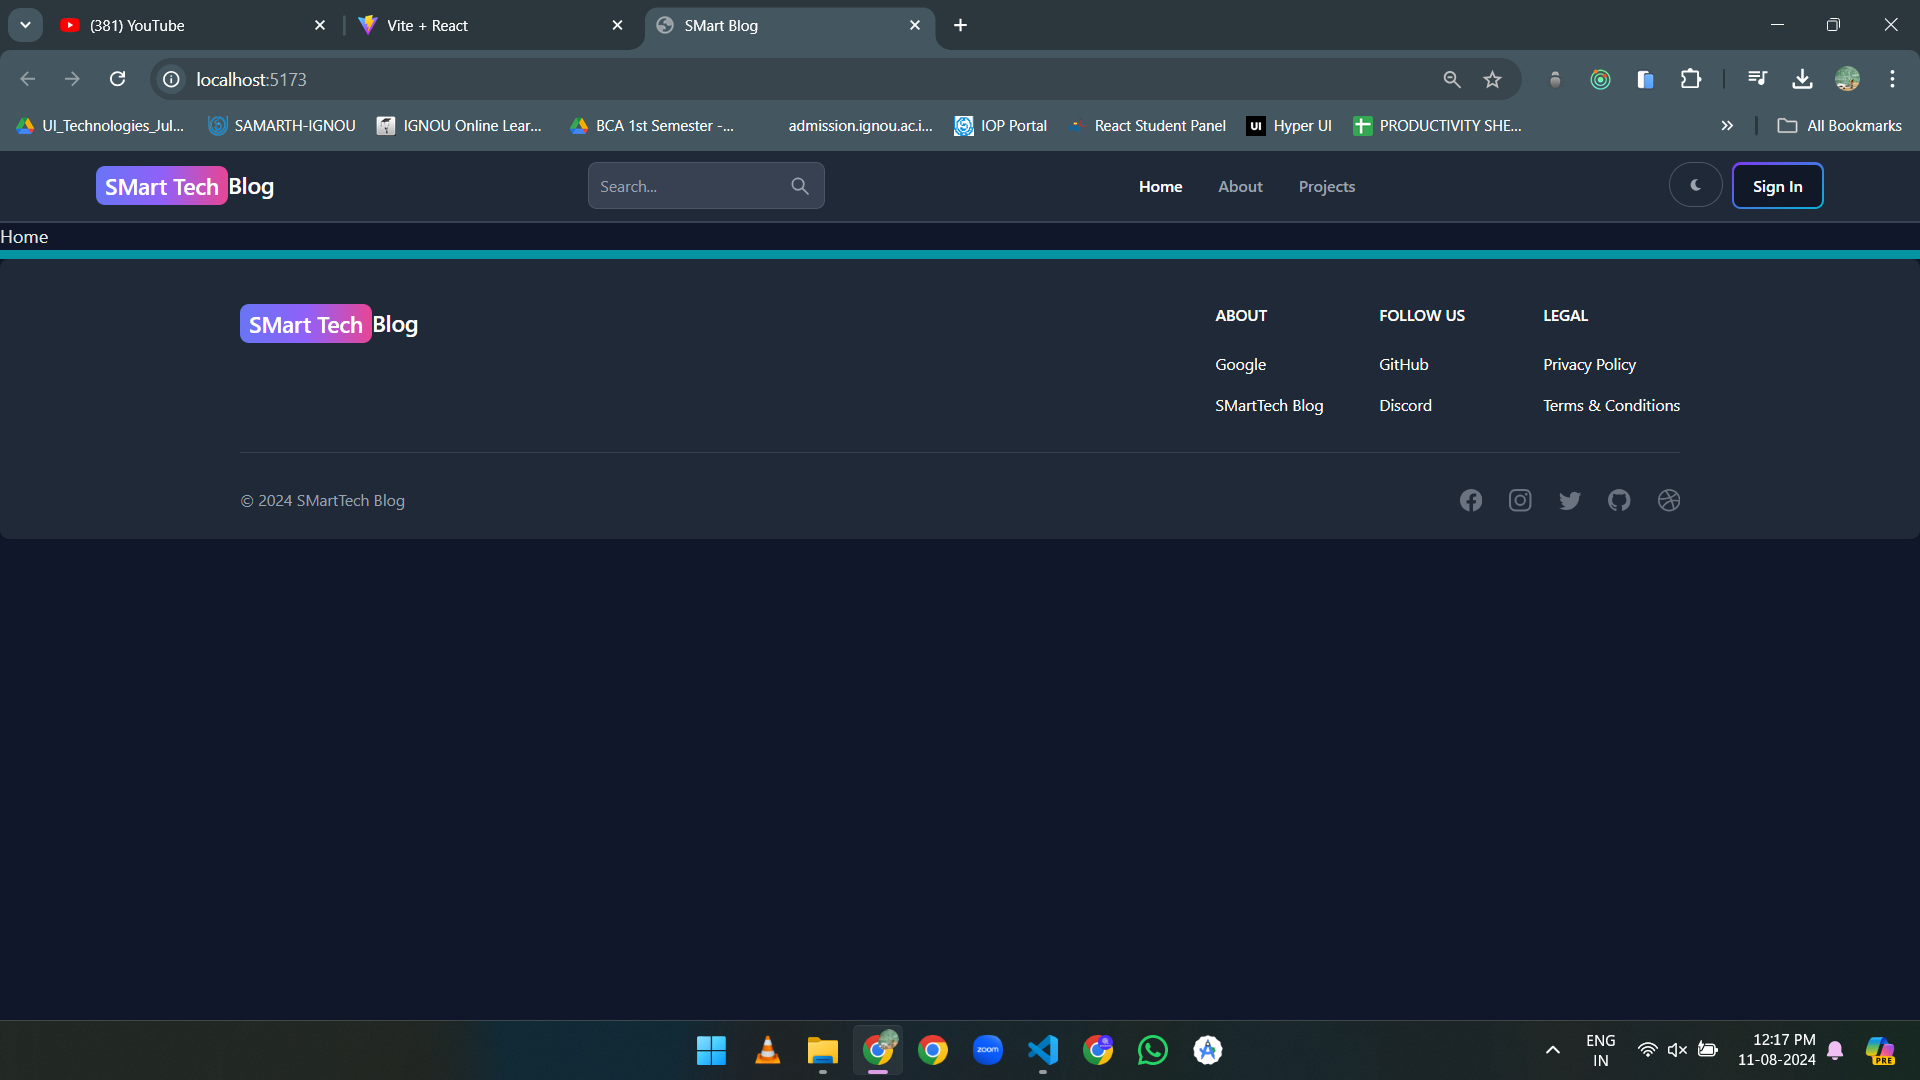 (381) YouTube
Vite + React
SMart Blog
localhost:5173
UI_Technologies_Jul...
SAMARTH-IGNOU
IGNOU Online Lear...
BCA 1st Semester -...
admission.ignou.ac.i...
IOP Portal
React Student Panel
UI
Hyper UI
PRODUCTIVITY SHE...
All Bookmarks
SMart Tech Blog
Search...
Home
About
Projects
Sign In
Home
SMart Tech Blog
ABOUT
FOLLOW US
LEGAL
Google
GitHub
Privacy Policy
SMartTech Blog
Discord
Terms & Conditions
© 2024 SMartTech Blog
zoom
ENG
IN
12:17 PM
11-08-2024
PRE